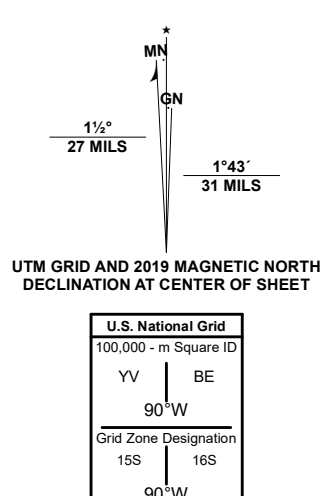 ★
MN
GN
1½°
27 MILS
1°43´
31 MILS
UTM GRID AND 2019 MAGNETIC NORTH
DECLINATION AT CENTER OF SHEET
U.S. National Grid
100,000 - m Square ID
YV BE
90°W
Grid Zone Designation
15S 16S
90°W